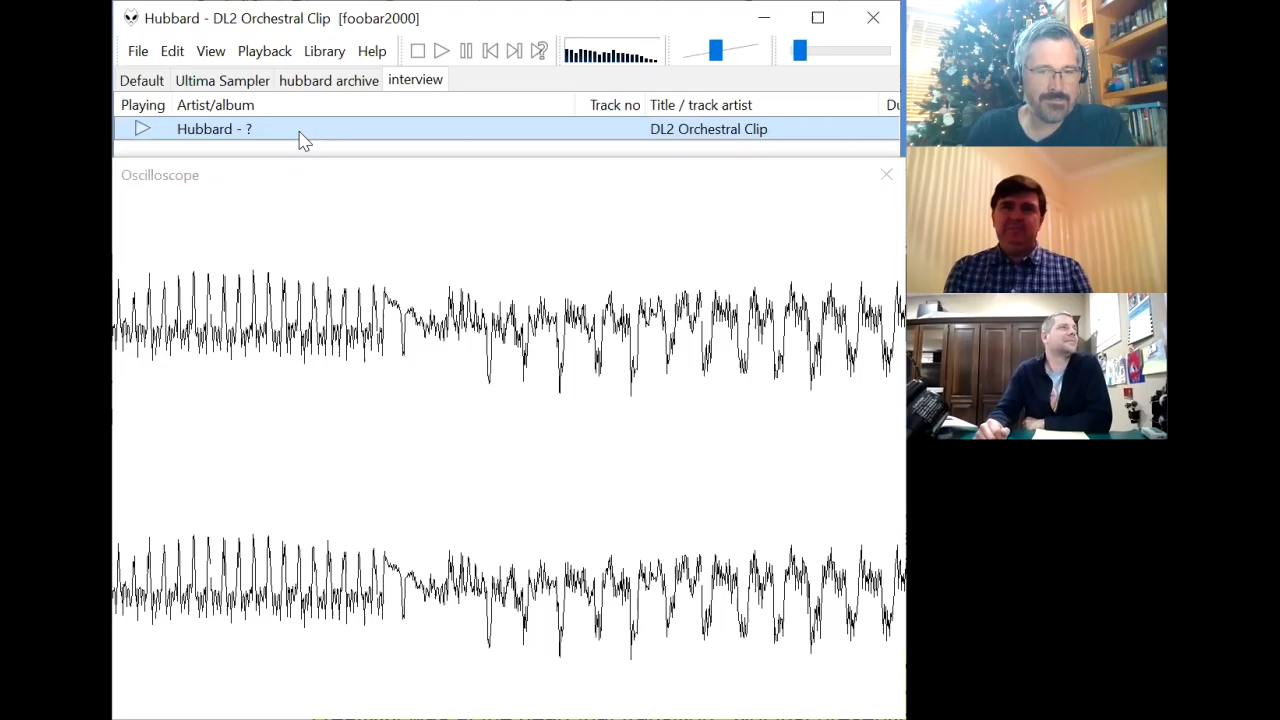 Hubbard - DL2 Orchestral Clip [foobar2000]
File Edit View Playback Library Help
Default Ultima Sampler hubbard archive interview
Playing Artist/album Track no Title / track artist Du
Hubbard - ? DL2 Orchestral Clip
Oscilloscope